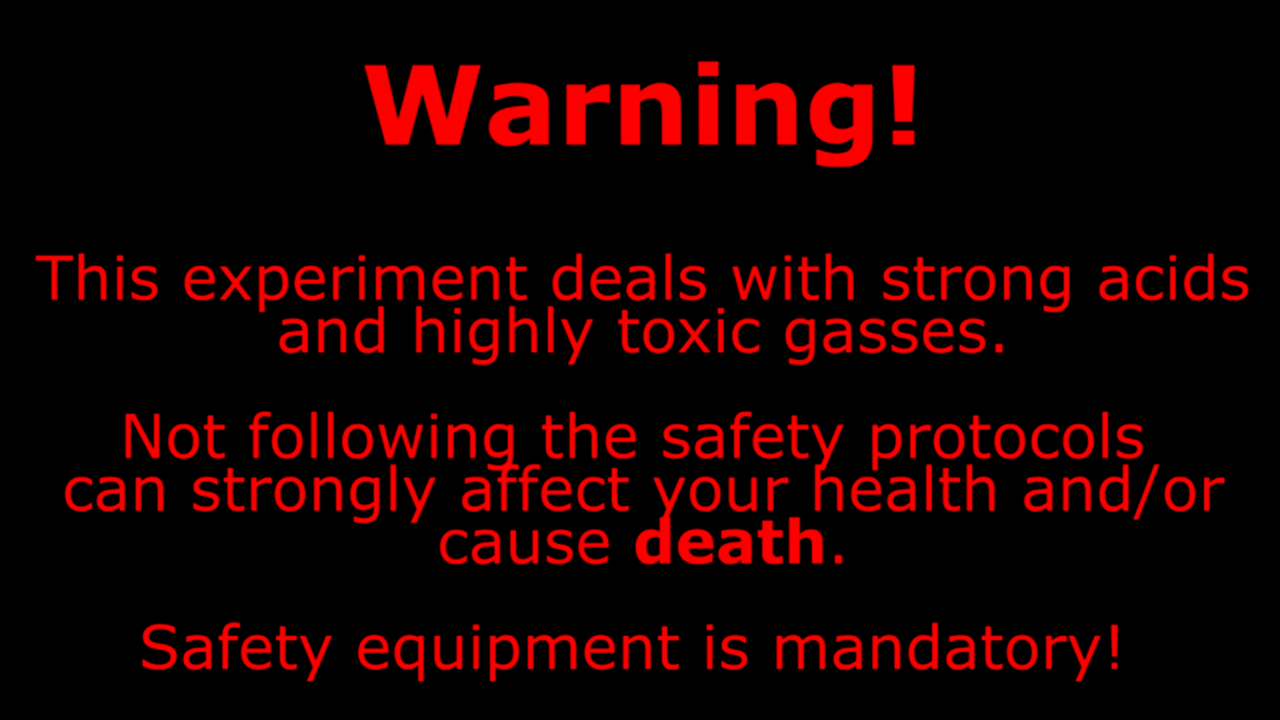 Warning!
This experiment deals with strong acids
and highly toxic gasses.
Not following the safety protocols
can strongly affect your health and/or
cause death.
Safety equipment is mandatory!